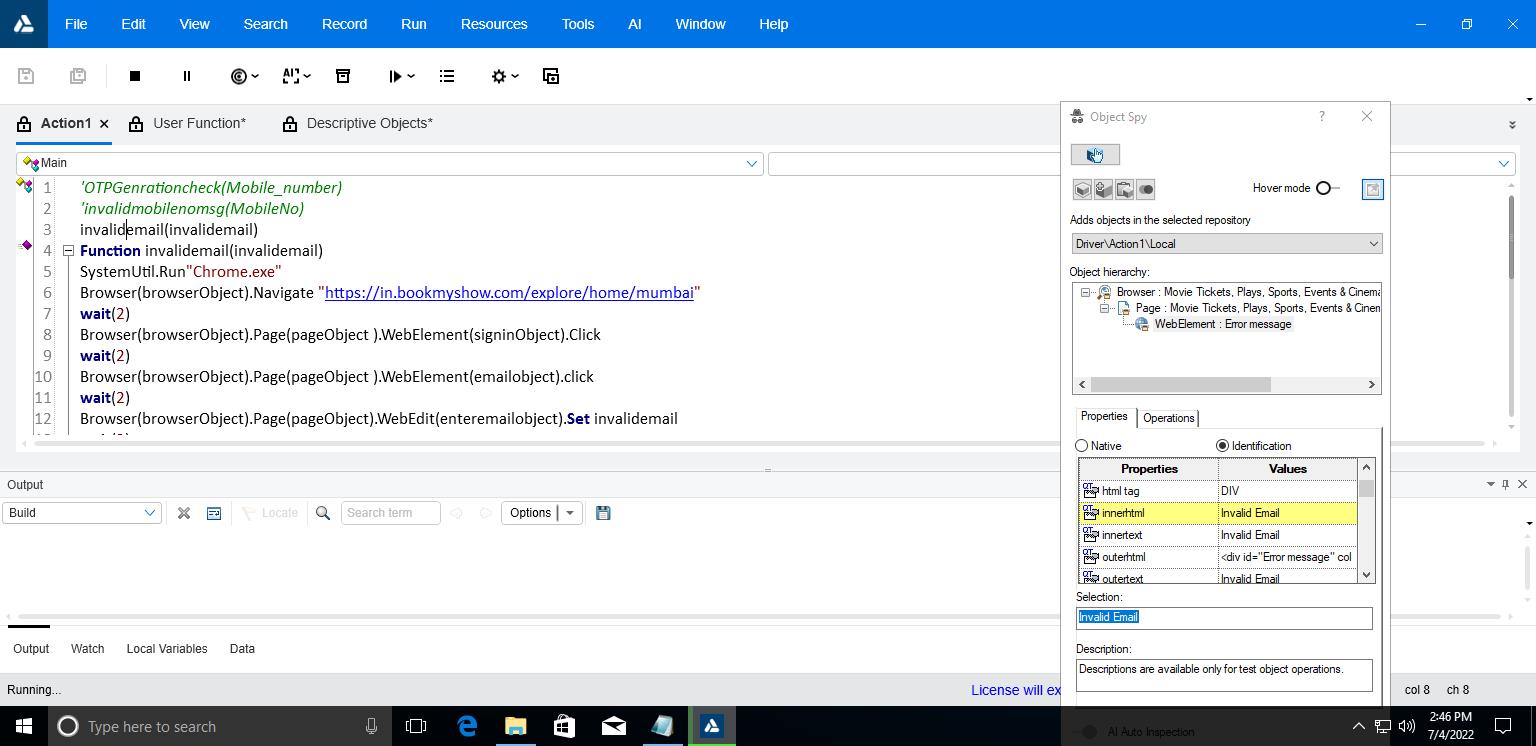 File Edit View Search Record Run Resources Tools AI Window Help
Action1 User Function* Descriptive Objects*
Main
1 'OTPGenrationcheck(Mobile_number)
2 'invalidmobilenomsg(MobileNo)
3 invalidemail(invalidemail)
4 Function invalidemail(invalidemail)
5 SystemUtil.Run"Chrome.exe"
6 Browser(browserObject).Navigate "https://in.bookmyshow.com/explore/home/mumbai"
7 wait(2)
8 Browser(browserObject).Page(pageObject ).WebElement(signinObject).Click
9 wait(2)
10 Browser(browserObject).Page(pageObject ).WebElement(emailobject).click
11 wait(2)
12 Browser(browserObject).Page(pageObject).WebEdit(enteremailobject).Set invalidemail
Output
Build Locate Search term Options
Output Watch Local Variables Data
Running...
License will ex
col 8 ch 8
Object Spy ?
Hover mode
Adds objects in the selected repository
Driver\Action1\Local
Object hierarchy:
Browser : Movie Tickets, Plays, Sports, Events & Cinema
Page : Movie Tickets, Plays, Sports, Events & Cinem
WebElement : Error message
Properties Operations
Native Identification
Properties Values
html tag DIV
innerhtml Invalid Email
innertext Invalid Email
outerhtml <div id="Error message" col
outertext Invalid Email
Selection:
Invalid Email
Description:
Descriptions are available only for test object operations.
AI Auto Inspection
Type here to search
2:46 PM
7/4/2022